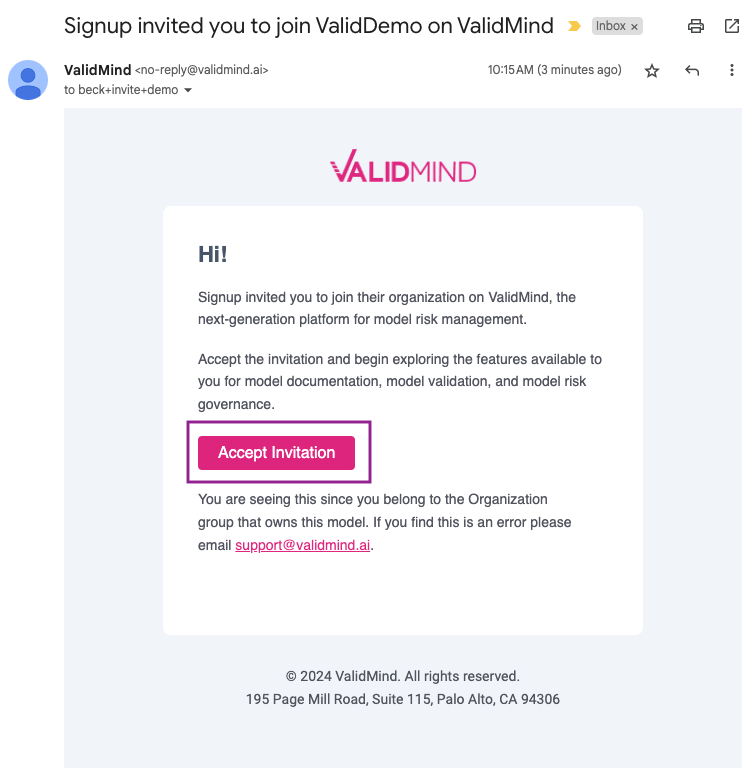 Signup invited you to join ValidDemo on ValidMind
Inbox ×
ValidMind <no-reply@validmind.ai>
10:15 AM (3 minutes ago)
to beck+invite+demo
VALIDMIND
Hi!
Signup invited you to join their organization on ValidMind, the
next-generation platform for model risk management.
Accept the invitation and begin exploring the features available to
you for model documentation, model validation, and model risk
governance.
Accept Invitation
You are seeing this since you belong to the Organization
group that owns this model. If you find this is an error please
email support@validmind.ai.
© 2024 ValidMind. All rights reserved.
195 Page Mill Road, Suite 115, Palo Alto, CA 94306